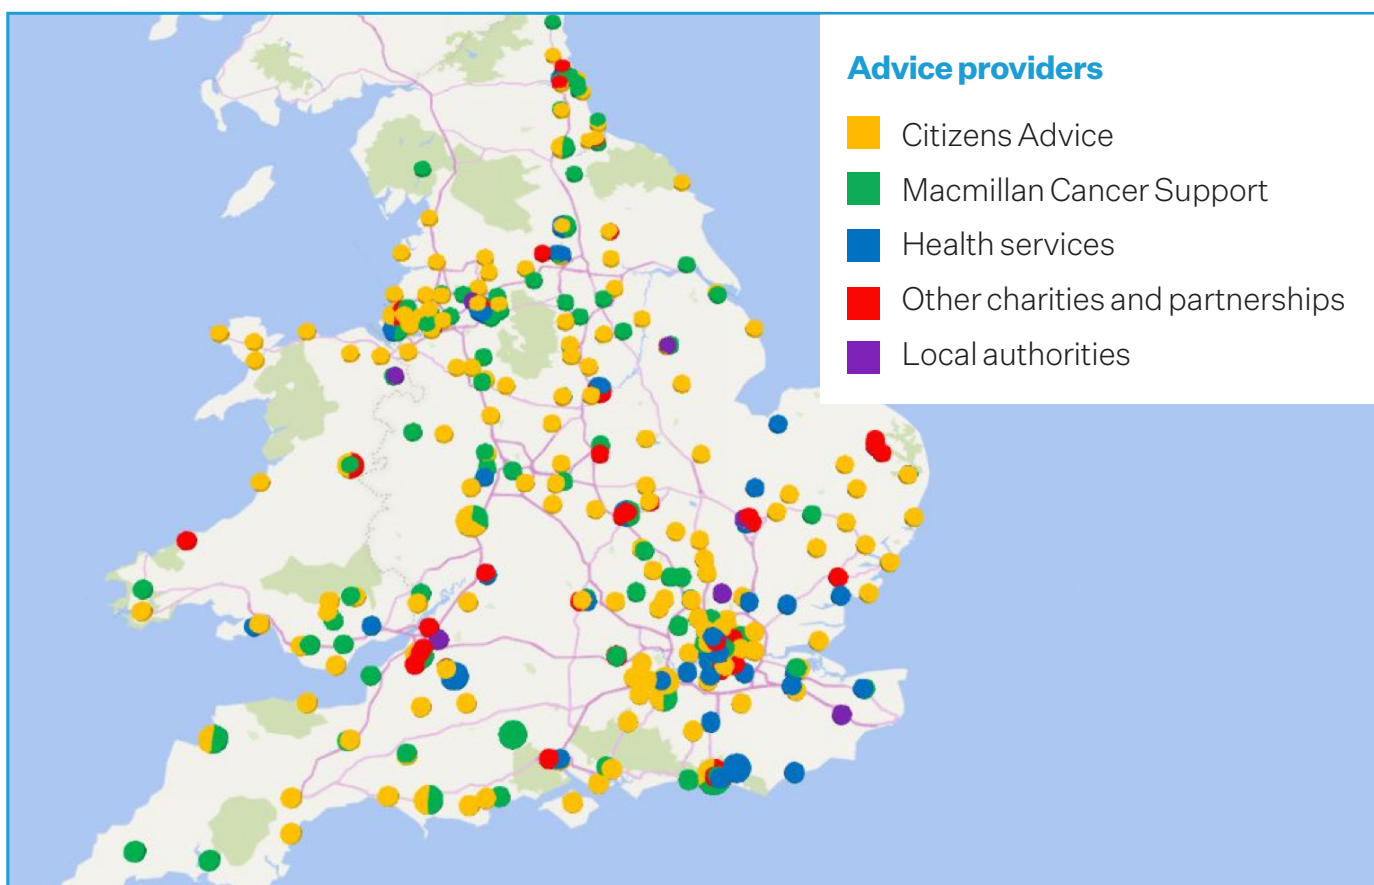 Advice providers
Citizens Advice
Macmillan Cancer Support
Health services
Other charities and partnerships
Local authorities